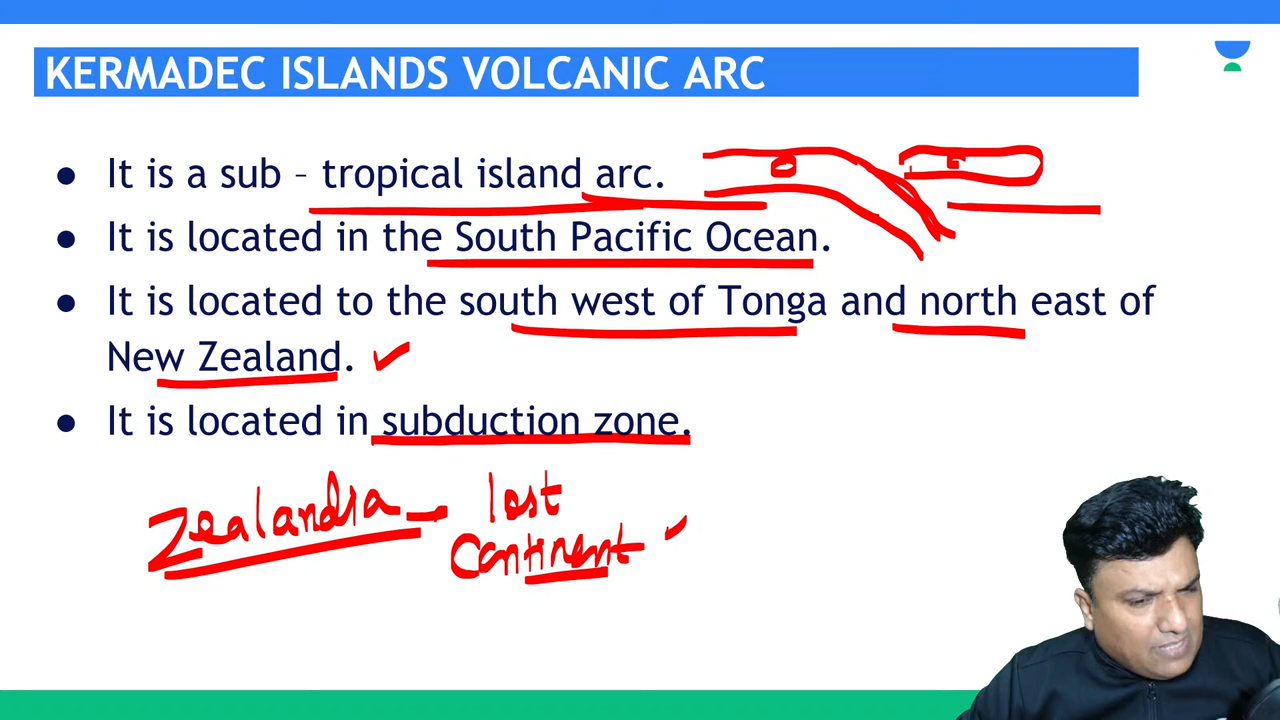 KERMADEC ISLANDS VOLCANIC ARC
● It is a sub – tropical island arc.
● It is located in the South Pacific Ocean.
● It is located to the south west of Tonga and north east of
New Zealand.
● It is located in subduction zone.
Zealandia – lost
Continent